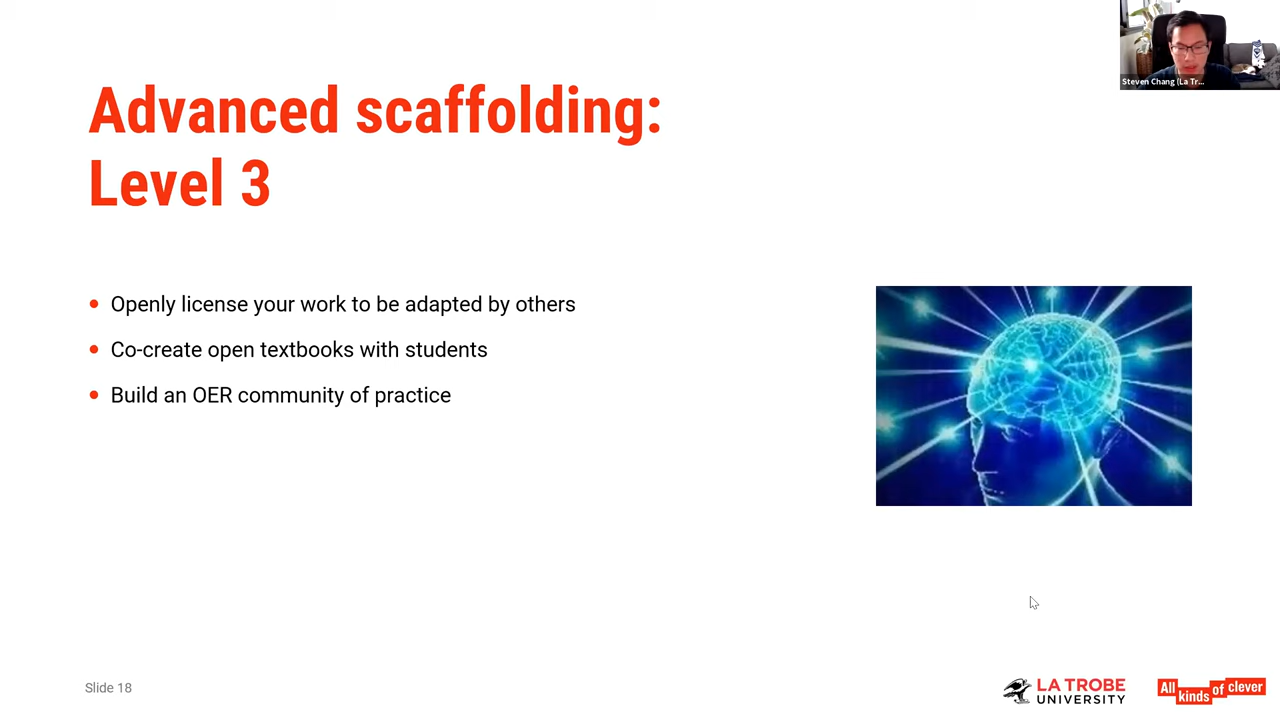 Steven Chang (La Tr...
Advanced scaffolding:
Level 3
• Openly license your work to be adapted by others
• Co-create open textbooks with students
• Build an OER community of practice
Slide 18
LA TROBE
UNIVERSITY
All kinds of clever